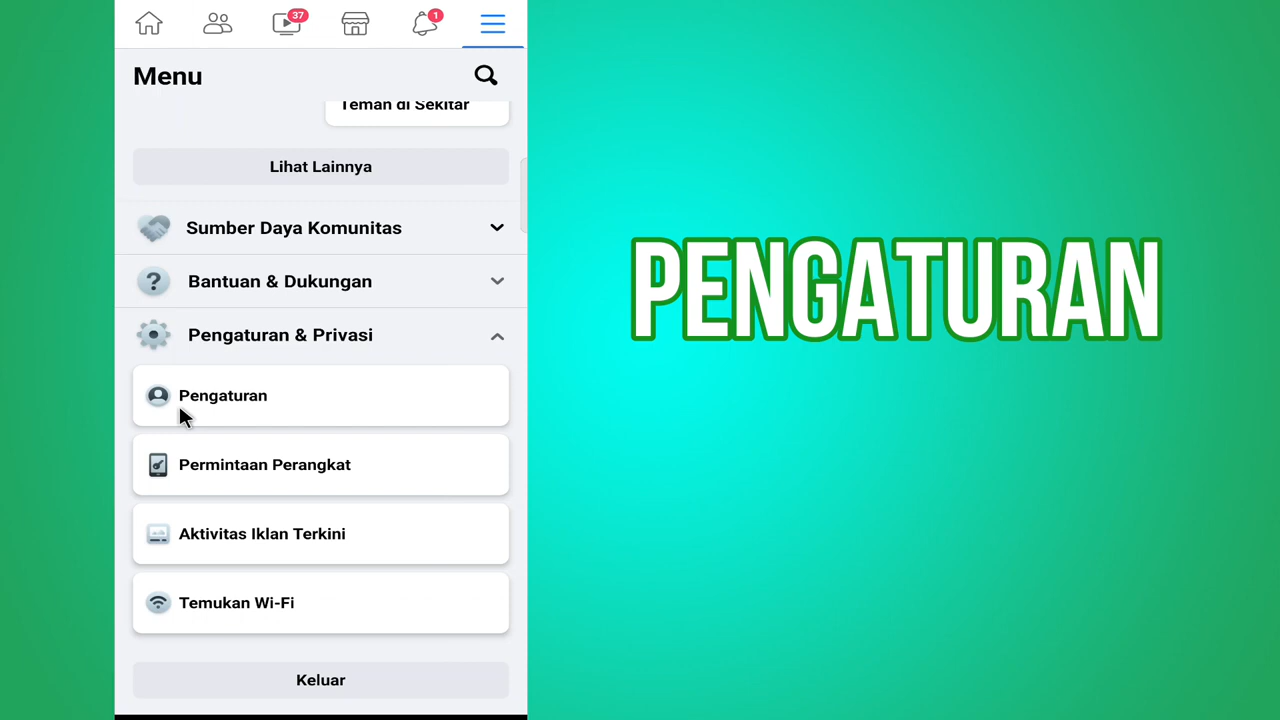 37
1
Menu
Teman di Sekitar
Lihat Lainnya
Sumber Daya Komunitas
Bantuan & Dukungan
Pengaturan & Privasi
Pengaturan
Permintaan Perangkat
Aktivitas Iklan Terkini
Temukan Wi-Fi
Keluar
PENGATURAN